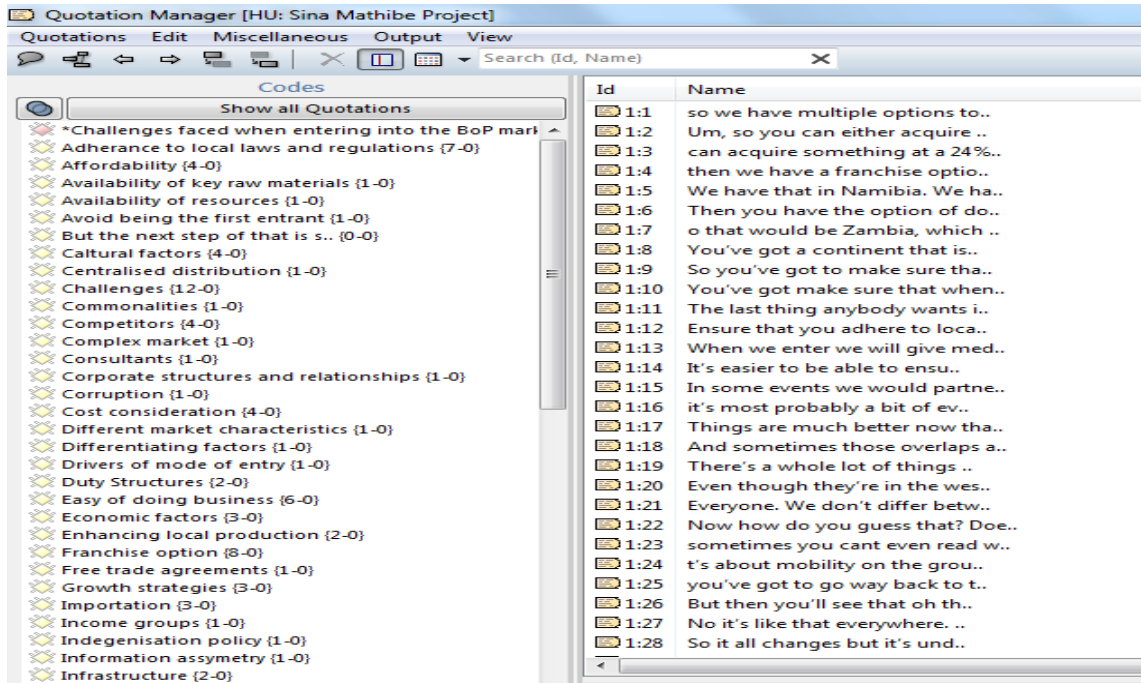 Quotation Manager [HU: Sina Mathibe Project]
Quotations Edit Miscellaneous Output View
Search (Id, Name)
Codes
Show all Quotations
*Challenges faced when entering into the BoP mark
Adherance to local laws and regulations {7-0}
Affordability {4-0}
Availability of key raw materials {1-0}
Availability of resources {1-0}
Avoid being the first entrant {1-0}
But the next step of that is s.. {0-0}
Caltural factors {4-0}
Centralised distribution {1-0}
Challenges {12-0}
Commonalities {1-0}
Competitors {4-0}
Complex market {1-0}
Consultants {1-0}
Corporate structures and relationships {1-0}
Corruption {1-0}
Cost consideration {4-0}
Different market characteristics {1-0}
Differentiating factors {1-0}
Drivers of mode of entry {1-0}
Duty Structures {2-0}
Easy of doing business {6-0}
Economic factors {3-0}
Enhancing local production {2-0}
Franchise option {8-0}
Free trade agreements {1-0}
Growth strategies {3-0}
Importation {3-0}
Income groups {1-0}
Indegenisation policy {1-0}
Information assymetry {1-0}
Infrastructure {2-0}
Id Name
1:1 so we have multiple options to..
1:2 Um, so you can either acquire ..
1:3 can acquire something at a 24%..
1:4 then we have a franchise optio..
1:5 We have that in Namibia. We ha..
1:6 Then you have the option of do..
1:7 o that would be Zambia, which ..
1:8 You've got a continent that is..
1:9 So you've got to make sure tha..
1:10 You've got make sure that when..
1:11 The last thing anybody wants i..
1:12 Ensure that you adhere to loca..
1:13 When we enter we will give med..
1:14 It's easier to be able to ensu..
1:15 In some events we would partne..
1:16 it's most probably a bit of ev..
1:17 Things are much better now tha..
1:18 And sometimes those overlaps a..
1:19 There's a whole lot of things ..
1:20 Even though they're in the wes..
1:21 Everyone. We don't differ betw..
1:22 Now how do you guess that? Doe..
1:23 sometimes you cant even read w..
1:24 t's about mobility on the grou..
1:25 you've got to go way back to t..
1:26 But then you'll see that oh th..
1:27 No it's like that everywhere. ..
1:28 So it all changes but it's und..